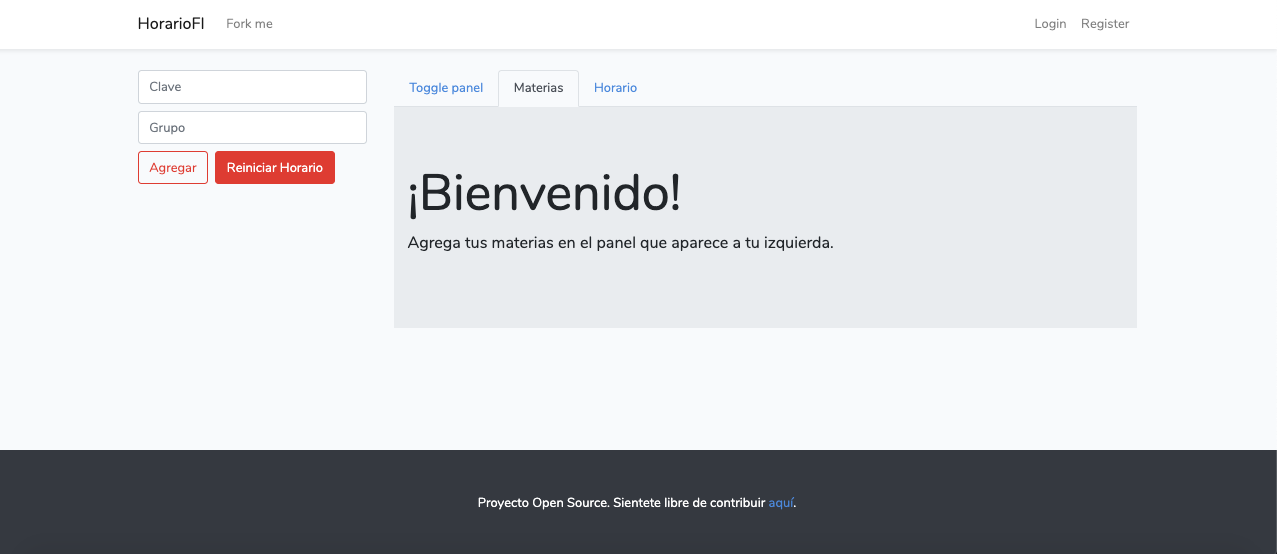 HorarioFI Fork me Login Register
Clave
Grupo
Agregar Reiniciar Horario
Toggle panel Materias Horario
¡Bienvenido!
Agrega tus materias en el panel que aparece a tu izquierda.
Proyecto Open Source. Sientete libre de contribuir aquí.